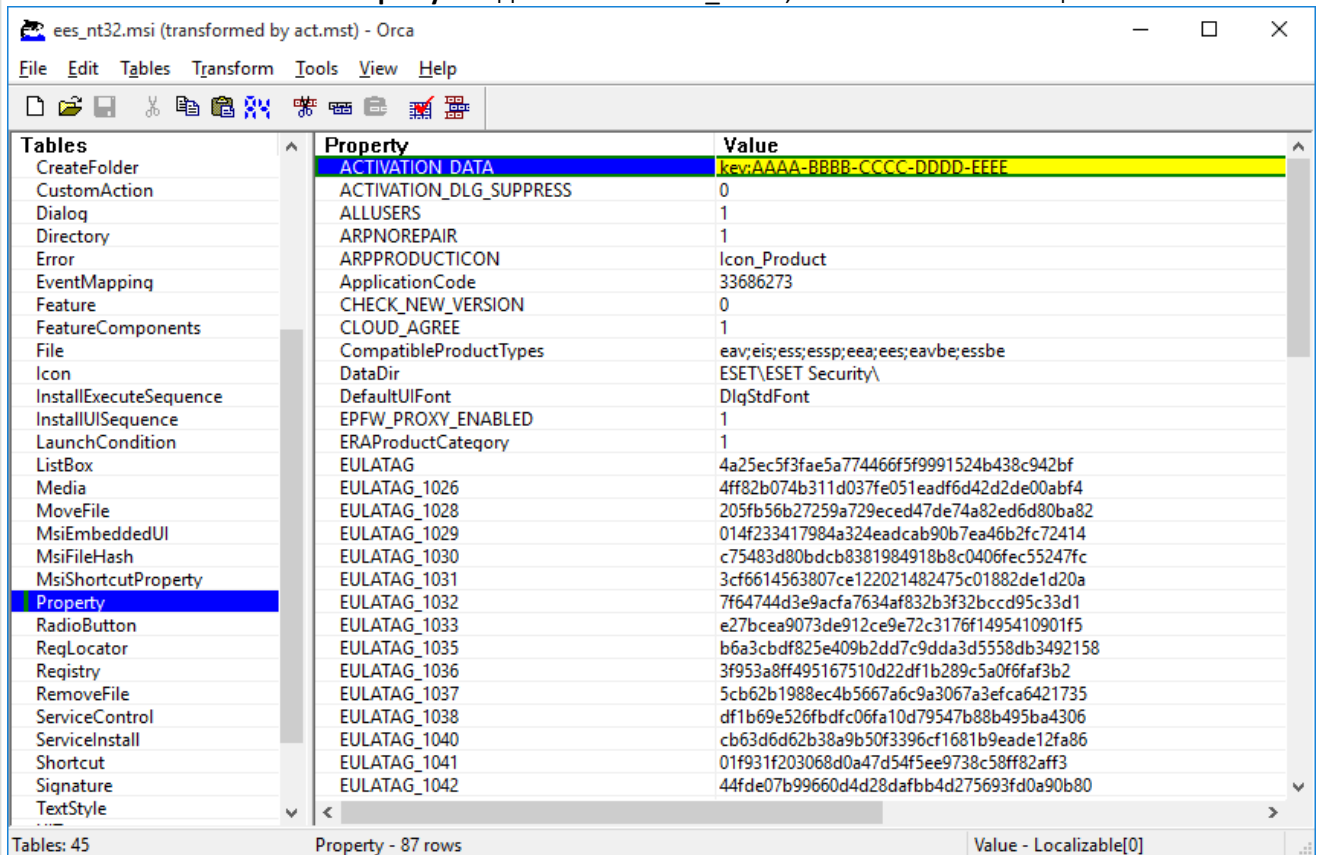 ees_nt32.msi (transformed by act.mst) - Orca
File Edit Tables Transform Tools View Help
Tables Property Value
CreateFolder ACTIVATION_DATA key:AAAA-BBBB-CCCC-DDDD-EEEE
CustomAction ACTIVATION_DLG_SUPPRESS 0
Dialog ALLUSERS 1
Directory ARPNOREPAIR 1
Error ARPPRODUCTICON Icon_Product
EventMapping ApplicationCode 33686273
Feature CHECK_NEW_VERSION 0
FeatureComponents CLOUD_AGREE 1
File CompatibleProductTypes eav;eis;ess;essp;eea;ees;eavbe;essbe
Icon DataDir ESET\ESET Security\
InstallExecuteSequence DefaultUIFont DlgStdFont
InstallUISequence EPFW_PROXY_ENABLED 1
LaunchCondition ERAProductCategory 1
ListBox EULATAG 4a25ec5f3fae5a774466f5f9991524b438c942bf
Media EULATAG_1026 4ff82b074b311d037fe051eadf6d42d2de00abf4
MoveFile EULATAG_1028 205fb56b27259a729eced47de74a82ed6d80ba82
MsiEmbeddedUI EULATAG_1029 014f233417984a324eadcab90b7ea46b2fc72414
MsiFileHash EULATAG_1030 c75483d80bdcb8381984918b8c0406fec55247fc
MsiShortcutProperty EULATAG_1031 3cf6614563807ce122021482475c01882de1d20a
Property EULATAG_1032 7f64744d3e9acfa7634af832b3f32bccd95c33d1
RadioButton EULATAG_1033 e27bcea9073de912ce9e72c3176f1495410901f5
RegLocator EULATAG_1035 b6a3cbdf825e409b2dd7c9dda3d5558db3492158
Registry EULATAG_1036 3f953a8ff495167510d22df1b289c5a0f6faf3b2
RemoveFile EULATAG_1037 5cb62b1988ec4b5667a6c9a3067a3efca6421735
ServiceControl EULATAG_1038 df1b69e526fbdfc06fa10d79547b88b495ba4306
ServiceInstall EULATAG_1040 cb63d6d62b38a9b50f3396cf1681b9eade12fa86
Shortcut EULATAG_1041 01f931f203068d0a47d54f5ee9738c58ff82aff3
Signature EULATAG_1042 44fde07b99660d4d28dafbb4d275693fd0a90b80
TextStyle
Tables: 45 Property - 87 rows Value - Localizable[0]